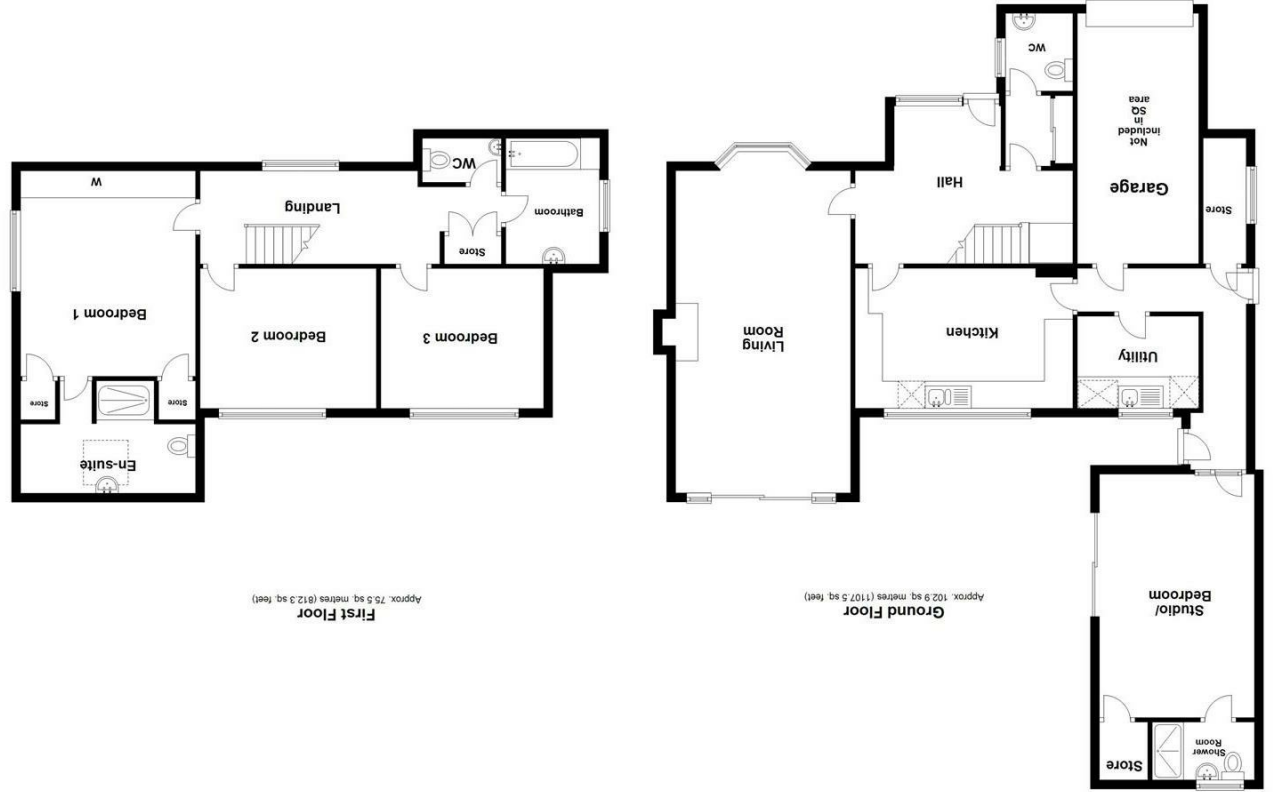 Ground Floor
Approx. 102.9 sq. metres (1107.5 sq. feet)
Store
Shower
Room
Studio/
Bedroom
Utility
Kitchen
Living
Room
Store
Garage
Not
included
in
SQ
area
Hall
WC
First Floor
Approx. 75.5 sq. metres (812.3 sq. feet)
En-suite
Store
Store
Bedroom 3
Bedroom 2
Bedroom 1
Store
Bathroom
Landing
WC
W